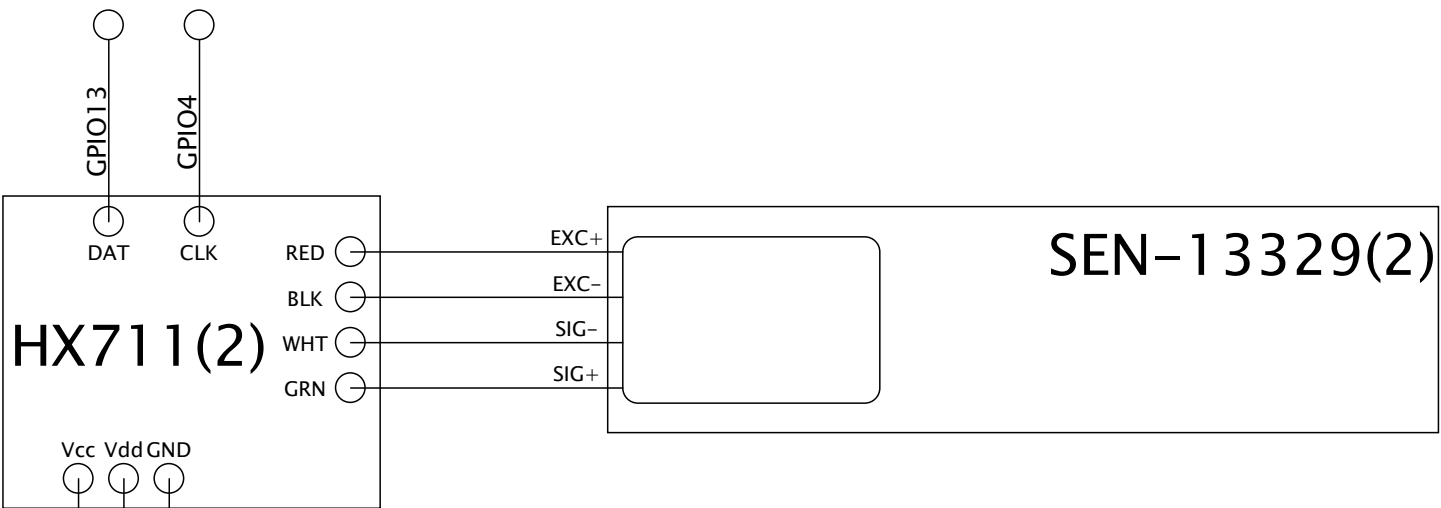 GPIO13
GPIO4
DAT
CLK
RED
BLK
WHT
GRN
HX711(2)
Vcc Vdd GND
EXC+
EXC-
SIG-
SIG+
SEN-13329(2)